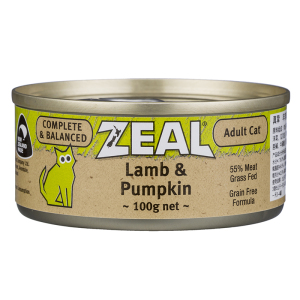 COMPLETE
& BALANCED
ZEAL
Adult Cat
Lamb &
Pumpkin
~ 100g net ~
55% Meat
Grass Fed
Grain Free
Formula